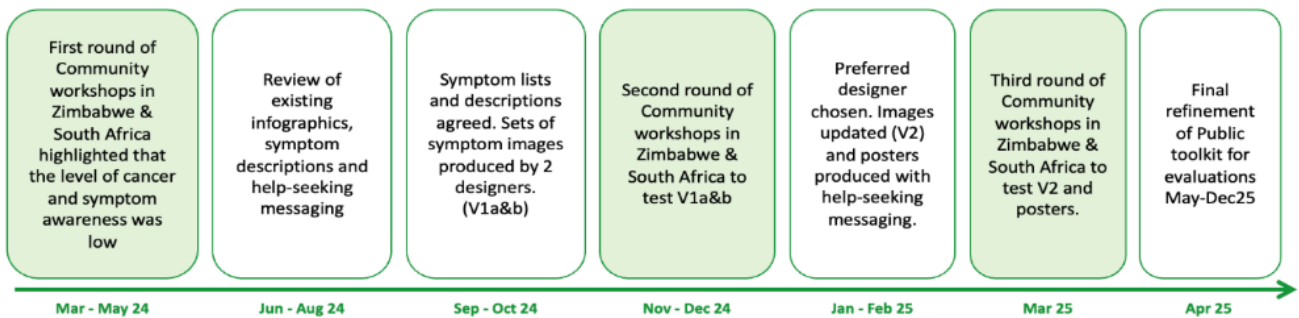 First round of
Community
workshops in
Zimbabwe &
South Africa
highlighted that
the level of cancer
and symptom
awareness was
low
Review of
existing
infographics,
symptom
descriptions and
help-seeking
messaging
Symptom lists
and descriptions
agreed. Sets of
symptom images
produced by 2
designers.
(V1a&b)
Second round of
Community
workshops in
Zimbabwe &
South Africa to
test V1a&b
Preferred
designer
chosen. Images
updated (V2)
and posters
produced with
help-seeking
messaging.
Third round of
Community
workshops in
Zimbabwe &
South Africa to
test V2 and
posters.
Final
refinement
of Public
toolkit for
evaluations
May-Dec25
Mar - May 24
Jun - Aug 24
Sep - Oct 24
Nov - Dec 24
Jan - Feb 25
Mar 25
Apr 25